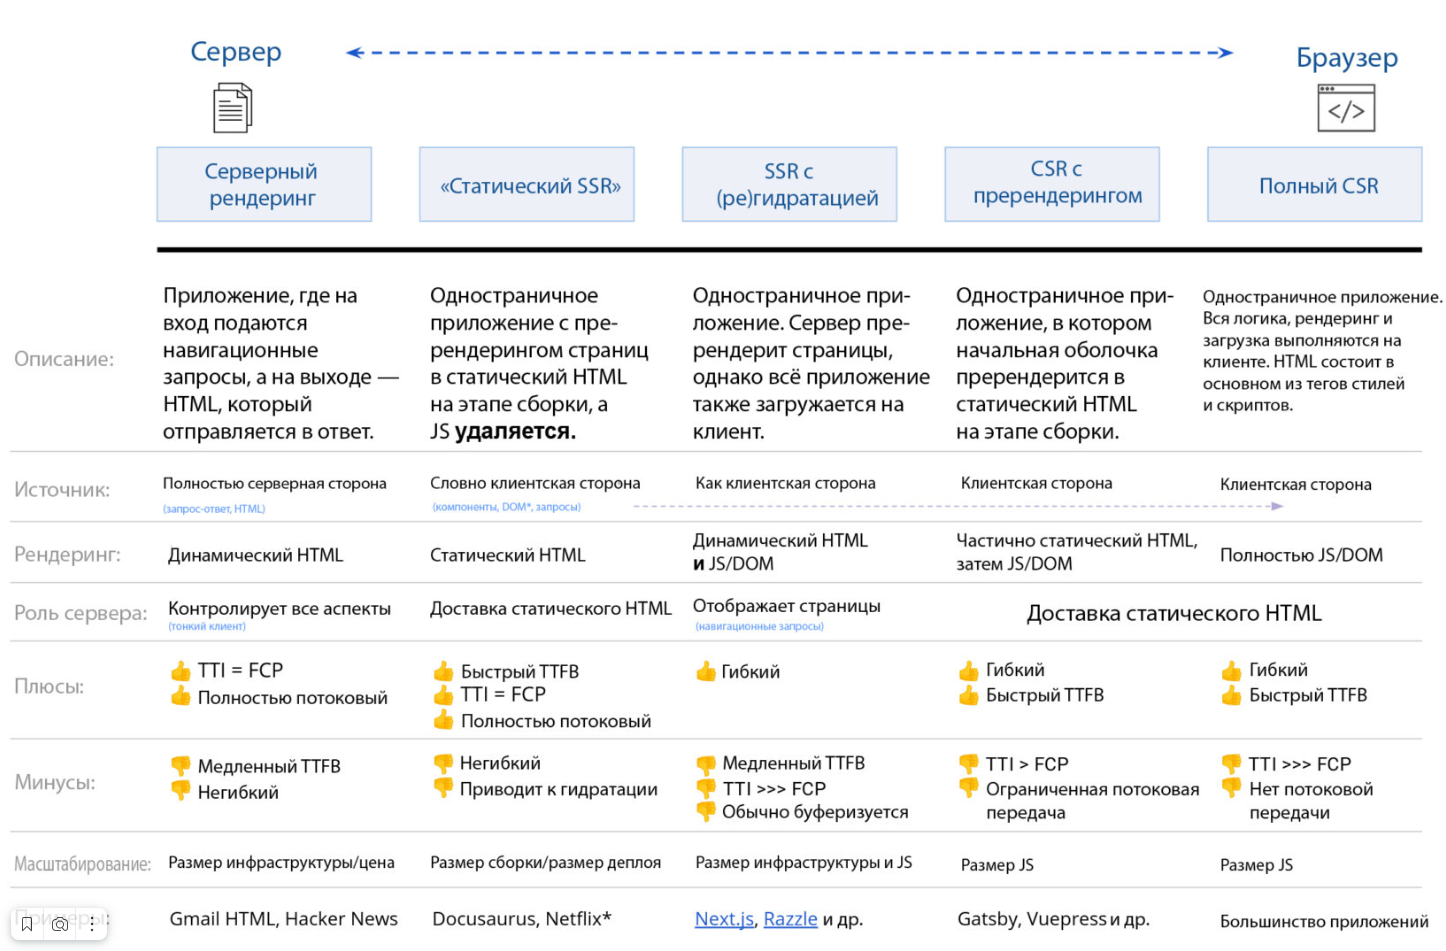 Сервер
Браузер
</>
Серверный
рендеринг
«Статический SSR»
SSR с
(ре)гидратацией
CSR с
пререндерингом
Полный CSR
Описание:
Приложение, где на
вход подаются
навигационные
запросы, а на выходе —
HTML, который
отправляется в ответ.
Одностраничное
приложение с пре-
рендерингом страниц
в статический HTML
на этапе сборки, а
JS удаляется.
Одностраничное при-
ложение. Сервер пре-
рендерит страницы,
однако всё приложение
также загружается на
клиент.
Одностраничное при-
ложение, в котором
начальная оболочка
пререндерится в
статический HTML
на этапе сборки.
Одностраничное приложение.
Вся логика, рендеринг и
загрузка выполняются на
клиенте. HTML состоит в
основном из тегов стилей
и скриптов.
Источник:
Полностью серверная сторона
(запрос-ответ, HTML)
Словно клиентская сторона
(компоненты, DOM*, запросы)
Как клиентская сторона
Клиентская сторона
Клиентская сторона
Рендеринг:
Динамический HTML
Статический HTML
Динамический HTML
и JS/DOM
Частично статический HTML,
затем JS/DOM
Полностью JS/DOM
Роль сервера:
Контролирует все аспекты
(тонкий клиент)
Доставка статического HTML
Отображает страницы
(навигационные запросы)
Доставка статического HTML
Плюсы:
TTI = FCP
Полностью потоковый
Быстрый TTFB
TTI = FCP
Полностью потоковый
Гибкий
Гибкий
Быстрый TTFB
Гибкий
Быстрый TTFB
Минусы:
Медленный TTFB
Негибкий
Негибкий
Приводит к гидратации
Медленный TTFB
TTI >>> FCP
Обычно буферизуется
TTI > FCP
Ограниченная потоковая
передача
TTI >>> FCP
Нет потоковой
передачи
Масштабирование:
Размер инфраструктуры/цена
Размер сборки/размер деплоя
Размер инфраструктуры и JS
Размер JS
Размер JS
Примеры:
Gmail HTML, Hacker News
Docusaurus, Netflix*
Next.js, Razzle и др.
Gatsby, Vuepress и др.
Большинство приложений